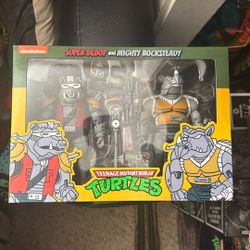 nickelodeon
SUPER BEBOP and MIGHTY ROCKSTEADY
TEENAGE MUTANT NINJA
TURTLES